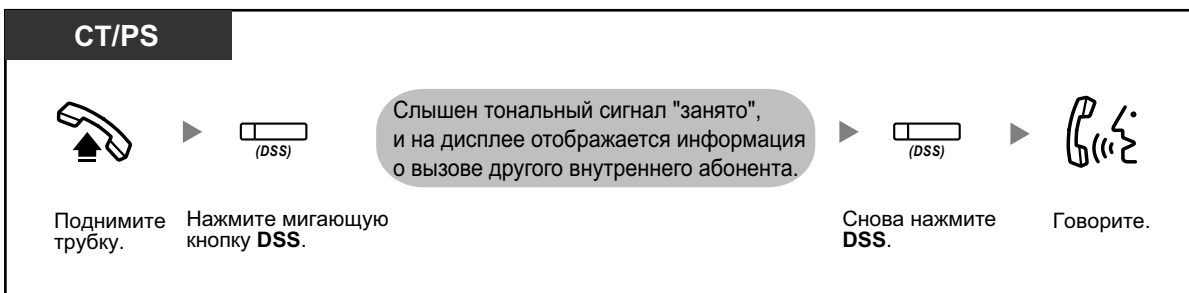 CT/PS
Слышен тональный сигнал "занято",
и на дисплее отображается информация
о вызове другого внутреннего абонента.
(DSS)
(DSS)
Поднимите
трубку.
Нажмите мигающую
кнопку DSS.
Снова нажмите
DSS.
Говорите.